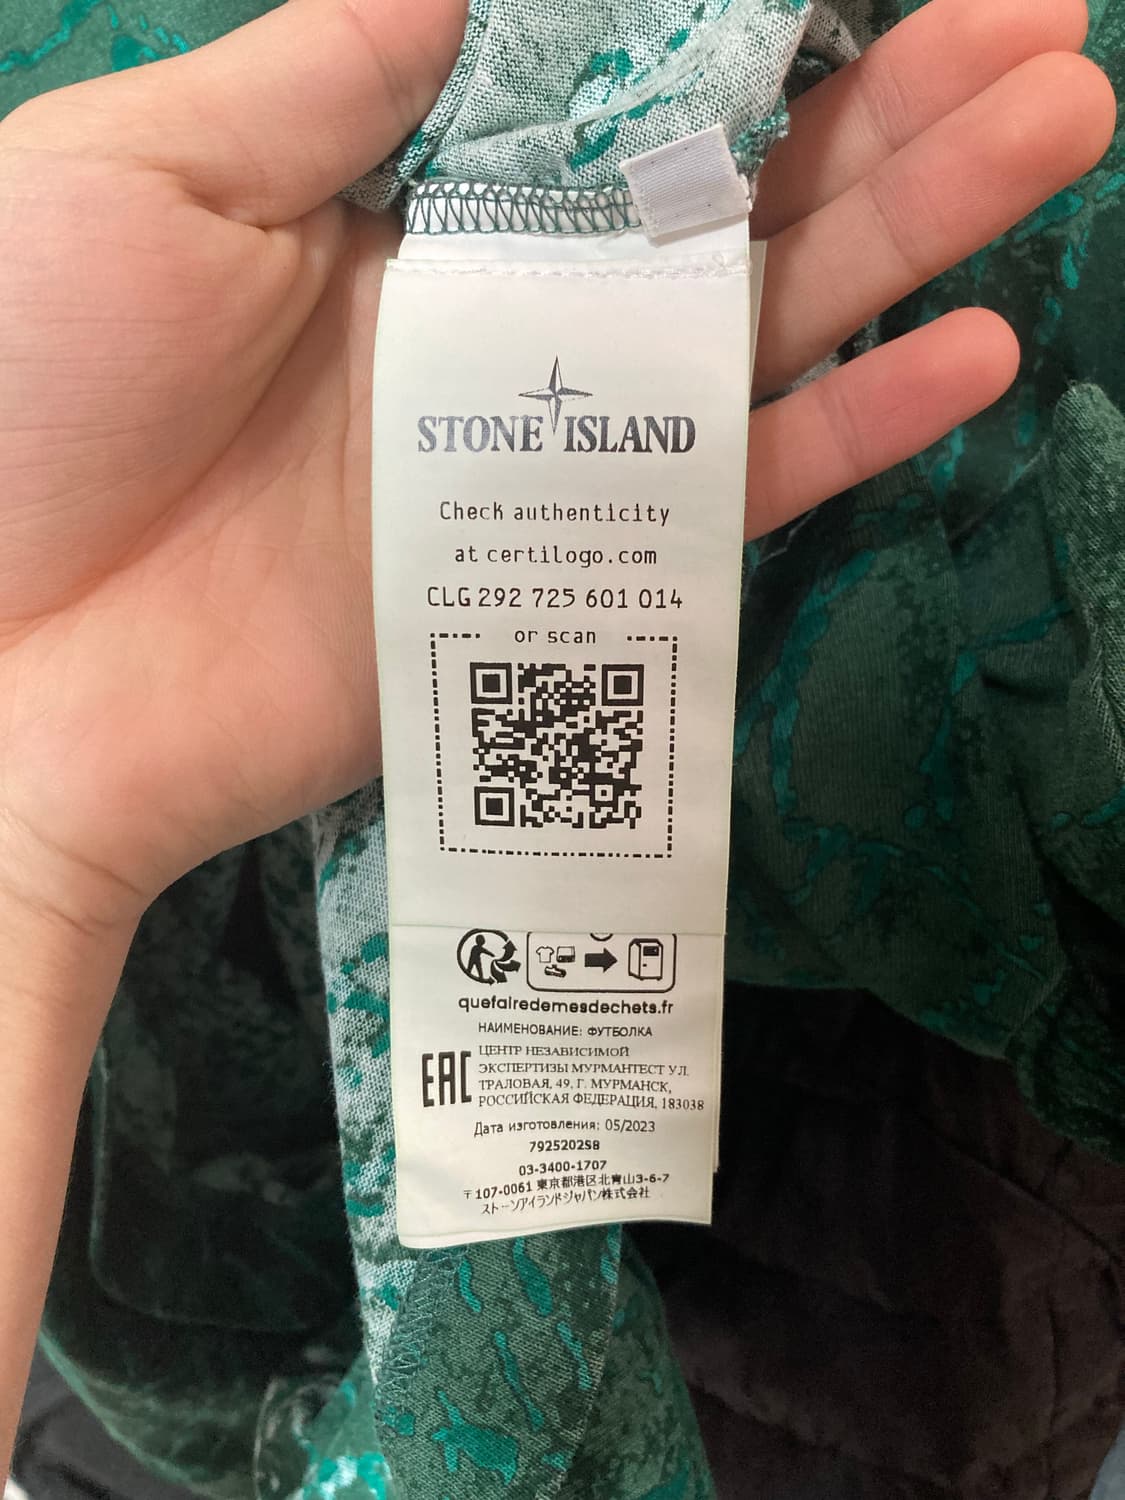 STONE ISLAND
Check authenticity
at certilogo.com
CLG 292 725 601 014
or scan
quefairedemesdechets.fr
НАИМЕНОВАНИЕ: ФУТБОЛКА
EAC
ЦЕНТР НЕЗАВИСИМОЙ
ЭКСПЕРТИЗЫ МУРМАНТЕСТ УЛ.
ТРАЛОВАЯ, 49, Г. МУРМАНСК,
РОССИЙСКАЯ ФЕДЕРАЦИЯ, 183038
Дата изготовления: 05/2023
7925202S8
03-3400-1707
〒107-0061 東京都港区北青山3-6-7
ストーンアイランドジャパン株式会社